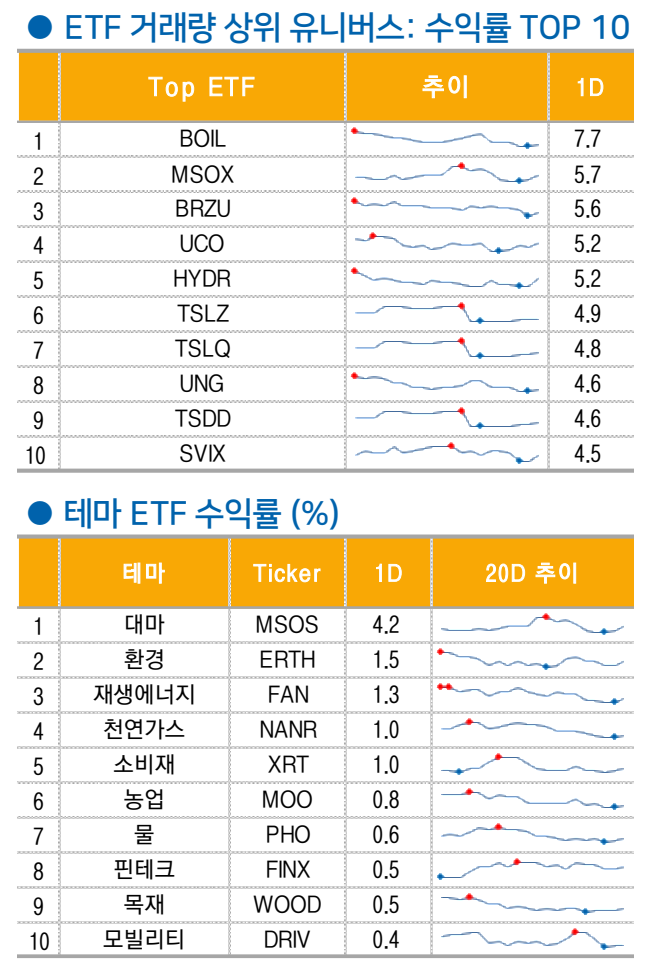 ● ETF 거래량 상위 유니버스: 수익률 TOP 10
Top ETF 추이 1D
1 BOIL 7.7
2 MSOX 5.7
3 BRZU 5.6
4 UCO 5.2
5 HYDR 5.2
6 TSLZ 4.9
7 TSLQ 4.8
8 UNG 4.6
9 TSDD 4.6
10 SVIX 4.5
● 테마 ETF 수익률 (%)
테마 Ticker 1D 20D 추이
1 대마 MSOS 4.2
2 환경 ERTH 1.5
3 재생에너지 FAN 1.3
4 천연가스 NANR 1.0
5 소비재 XRT 1.0
6 농업 MOO 0.8
7 물 PHO 0.6
8 핀테크 FINX 0.5
9 목재 WOOD 0.5
10 모빌리티 DRIV 0.4